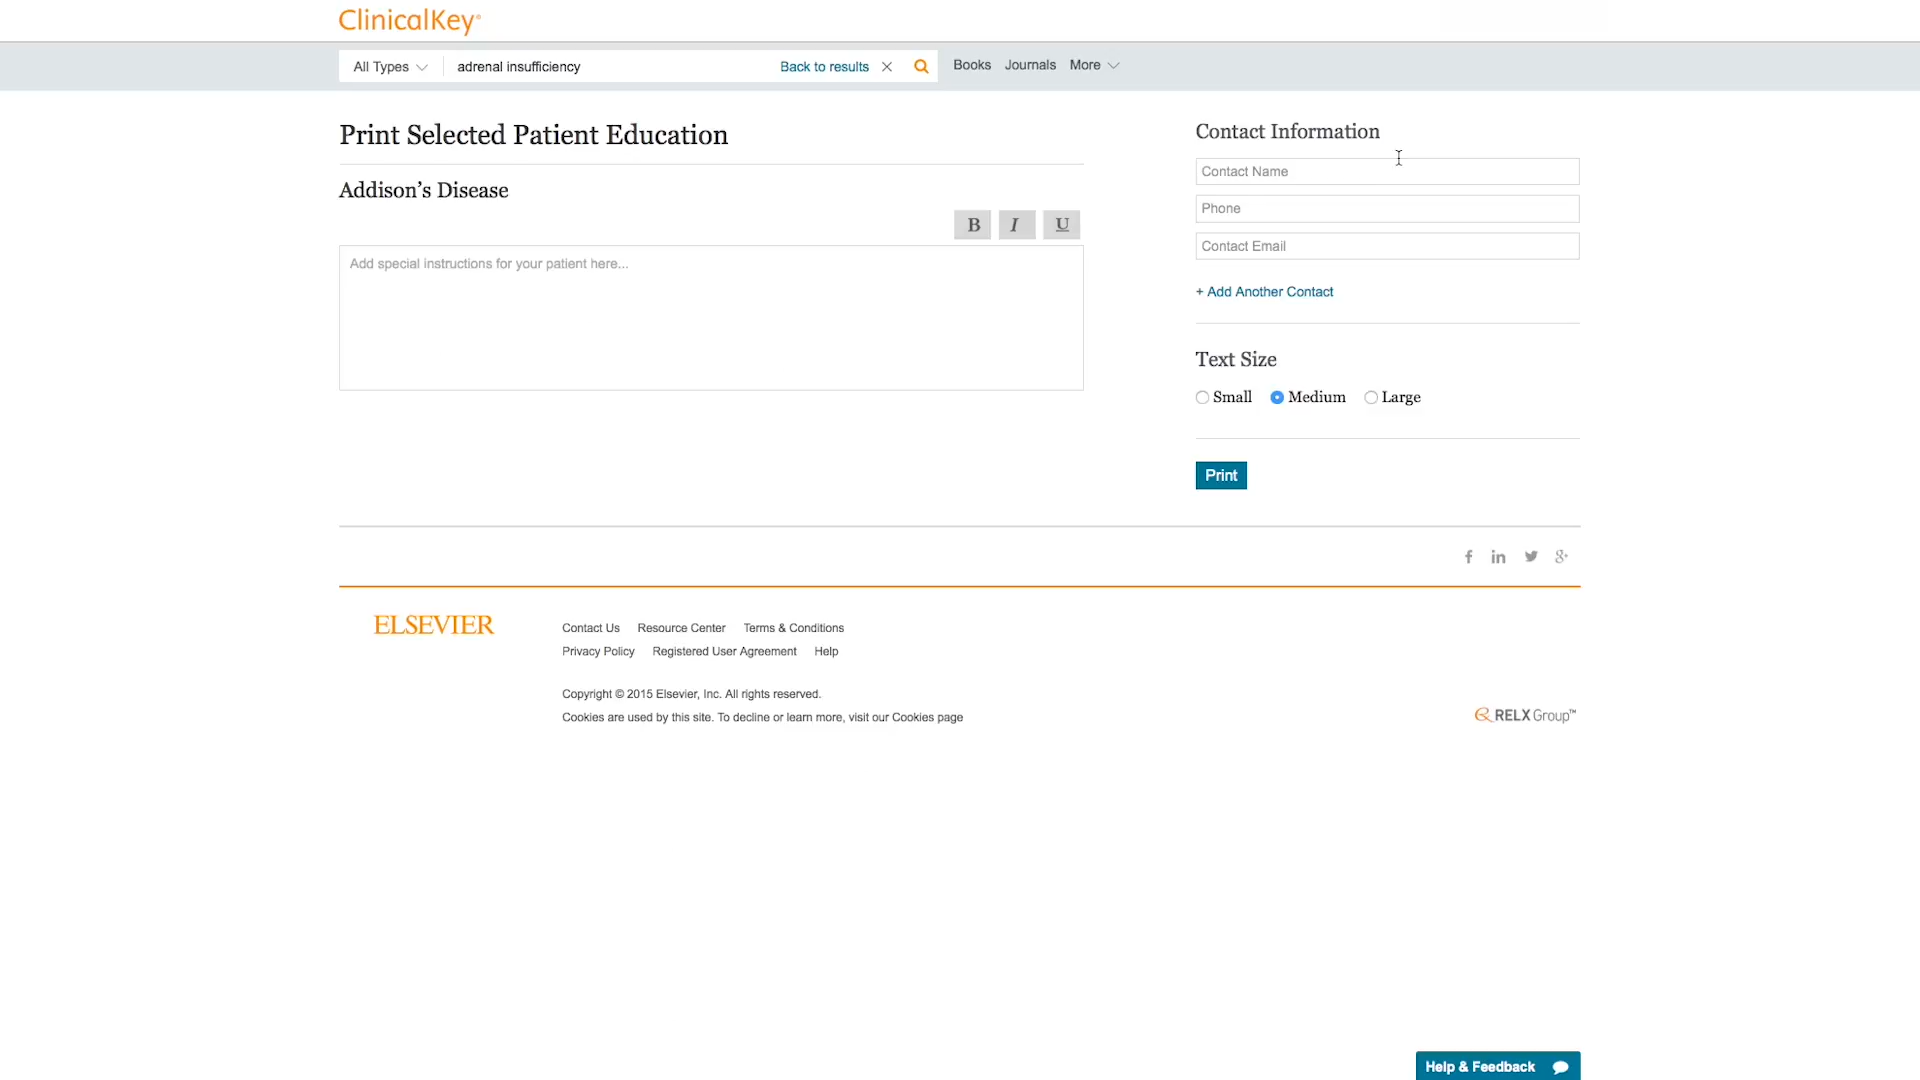 ClinicalKey®
All Types adrenal insufficiency Back to results Books Journals More
Print Selected Patient Education
Addison's Disease
B I U
Add special instructions for your patient here...
Contact Information
Contact Name
Phone
Contact Email
+ Add Another Contact
Text Size
Small Medium Large
Print
ELSEVIER
Contact Us Resource Center Terms & Conditions
Privacy Policy Registered User Agreement Help
Copyright © 2015 Elsevier, Inc. All rights reserved.
Cookies are used by this site. To decline or learn more, visit our Cookies page
RELX Group™
Help & Feedback